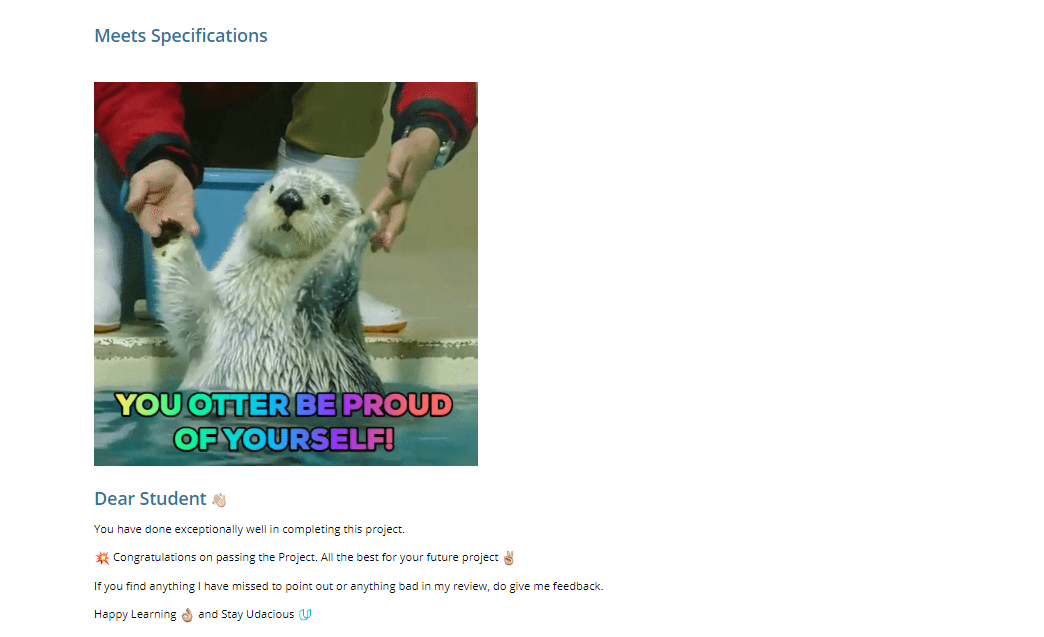 Meets Specifications
YOU OTTER BE PROUD
OF YOURSELF!
Dear Student 👏🏼
You have done exceptionally well in completing this project.
💥 Congratulations on passing the Project. All the best for your future project ✌🏼
If you find anything I have missed to point out or anything bad in my review, do give me feedback.
Happy Learning 👌🏼 and Stay Udacious